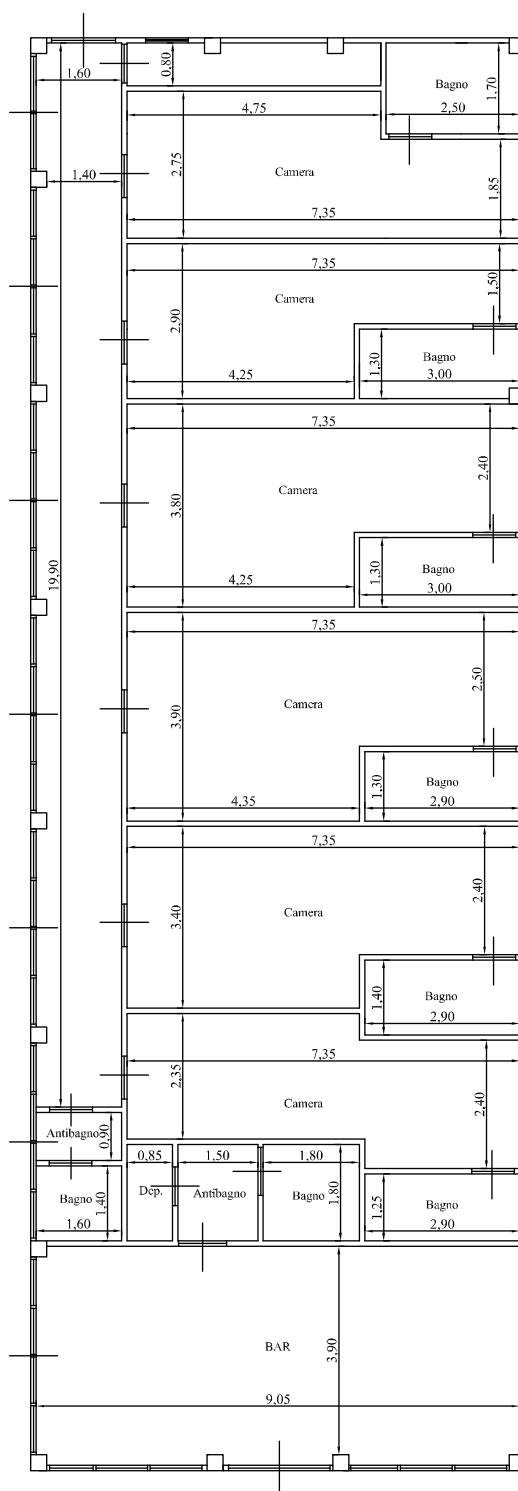 1,60
0,80
1,70
Bagno
2,50
4,75
1,40
2,75
Camera
1,85
7,35
7,35
Camera
1,50
2,90
Bagno
1,30
4,25
3,00
7,35
2,40
Camera
3,80
19,90
Bagno
1,30
4,25
3,00
7,35
2,50
Camera
3,90
Bagno
1,30
4,35
2,90
7,35
2,40
Camera
3,40
Bagno
1,40
2,90
7,35
2,35
2,40
Camera
Antibagno
0,90
0,85
1,50
1,80
Bagno
1,40
Dep.
Antibagno
Bagno
1,80
1,25
Bagno
1,60
2,90
BAR
3,90
9,05